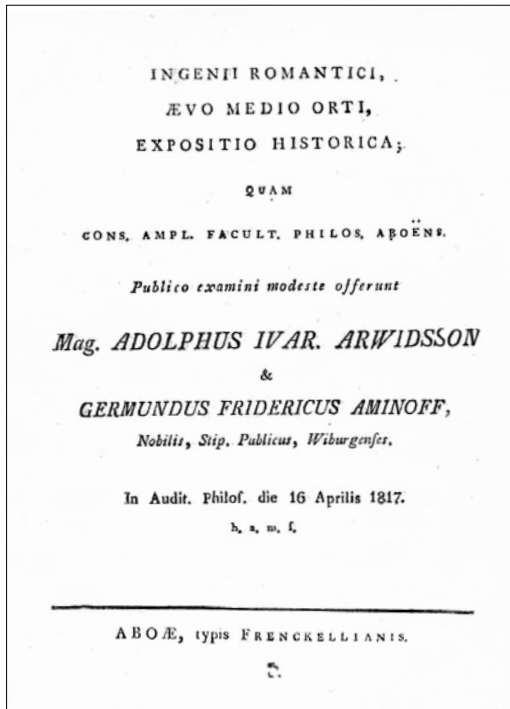 INGENII ROMANTICI,
ÆVO MEDIO ORTI,
EXPOSITIO HISTORICA;
QUAM
CONS. AMPL. FACULT. PHILOS. ABOËNS.
Publico examini modeste offerunt
Mag. ADOLPHUS IVAR. ARWIDSSON
&
GERMUNDUS FRIDERICUS AMINOFF,
Nobilis, Stip. Publicus, Wiburgenſes.
In Audit. Philoſ. die 16 Aprilis 1817.
h. a. m. ſ.
ABOÆ, typis FRENCKELLIANIS.